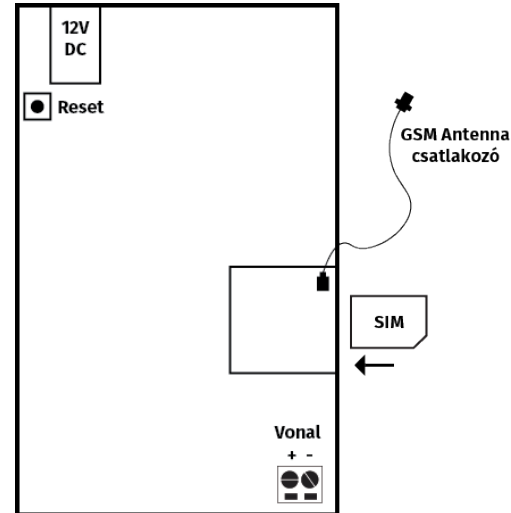 12V
DC
Reset
GSM Antenna
csatlakozó
SIM
Vonal
+ -